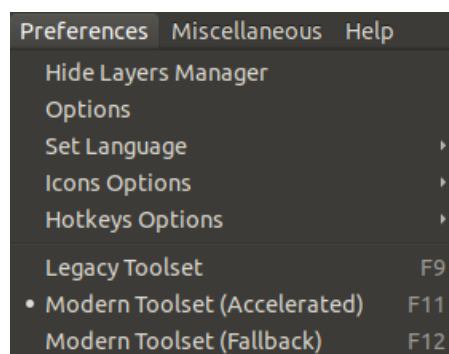 Preferences Miscellaneous Help
Hide Layers Manager
Options
Set Language
Icons Options
Hotkeys Options
Legacy Toolset F9
• Modern Toolset (Accelerated) F11
Modern Toolset (Fallback) F12